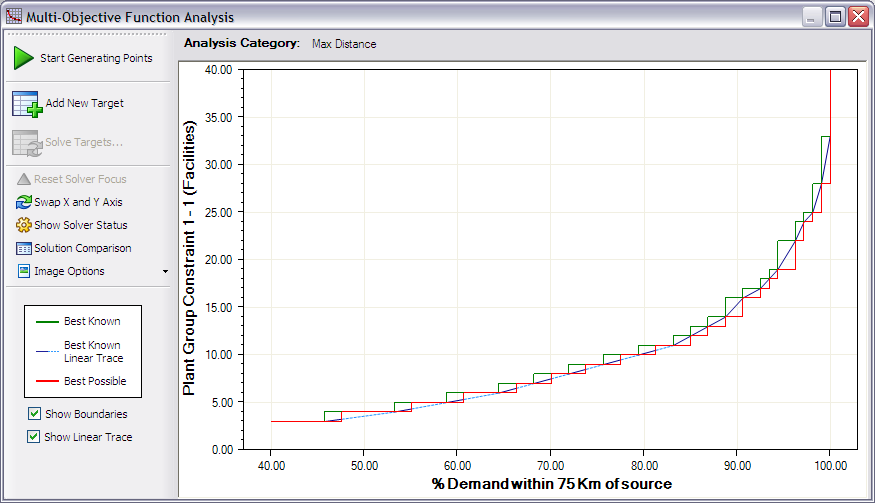 Multi-Objective Function Analysis
Start Generating Points
Add New Target
Solve Targets...
Reset Solver Focus
Swap X and Y Axis
Show Solver Status
Solution Comparison
Image Options
Best Known
Best Known
Linear Trace
Best Possible
Show Boundaries
Show Linear Trace
Analysis Category: Max Distance
Plant Group Constraint 1 - 1 (Facilities)
40.00
35.00
30.00
25.00
20.00
15.00
10.00
5.00
0.00
40.00 50.00 60.00 70.00 80.00 90.00 100.00
% Demand within 75 Km of source